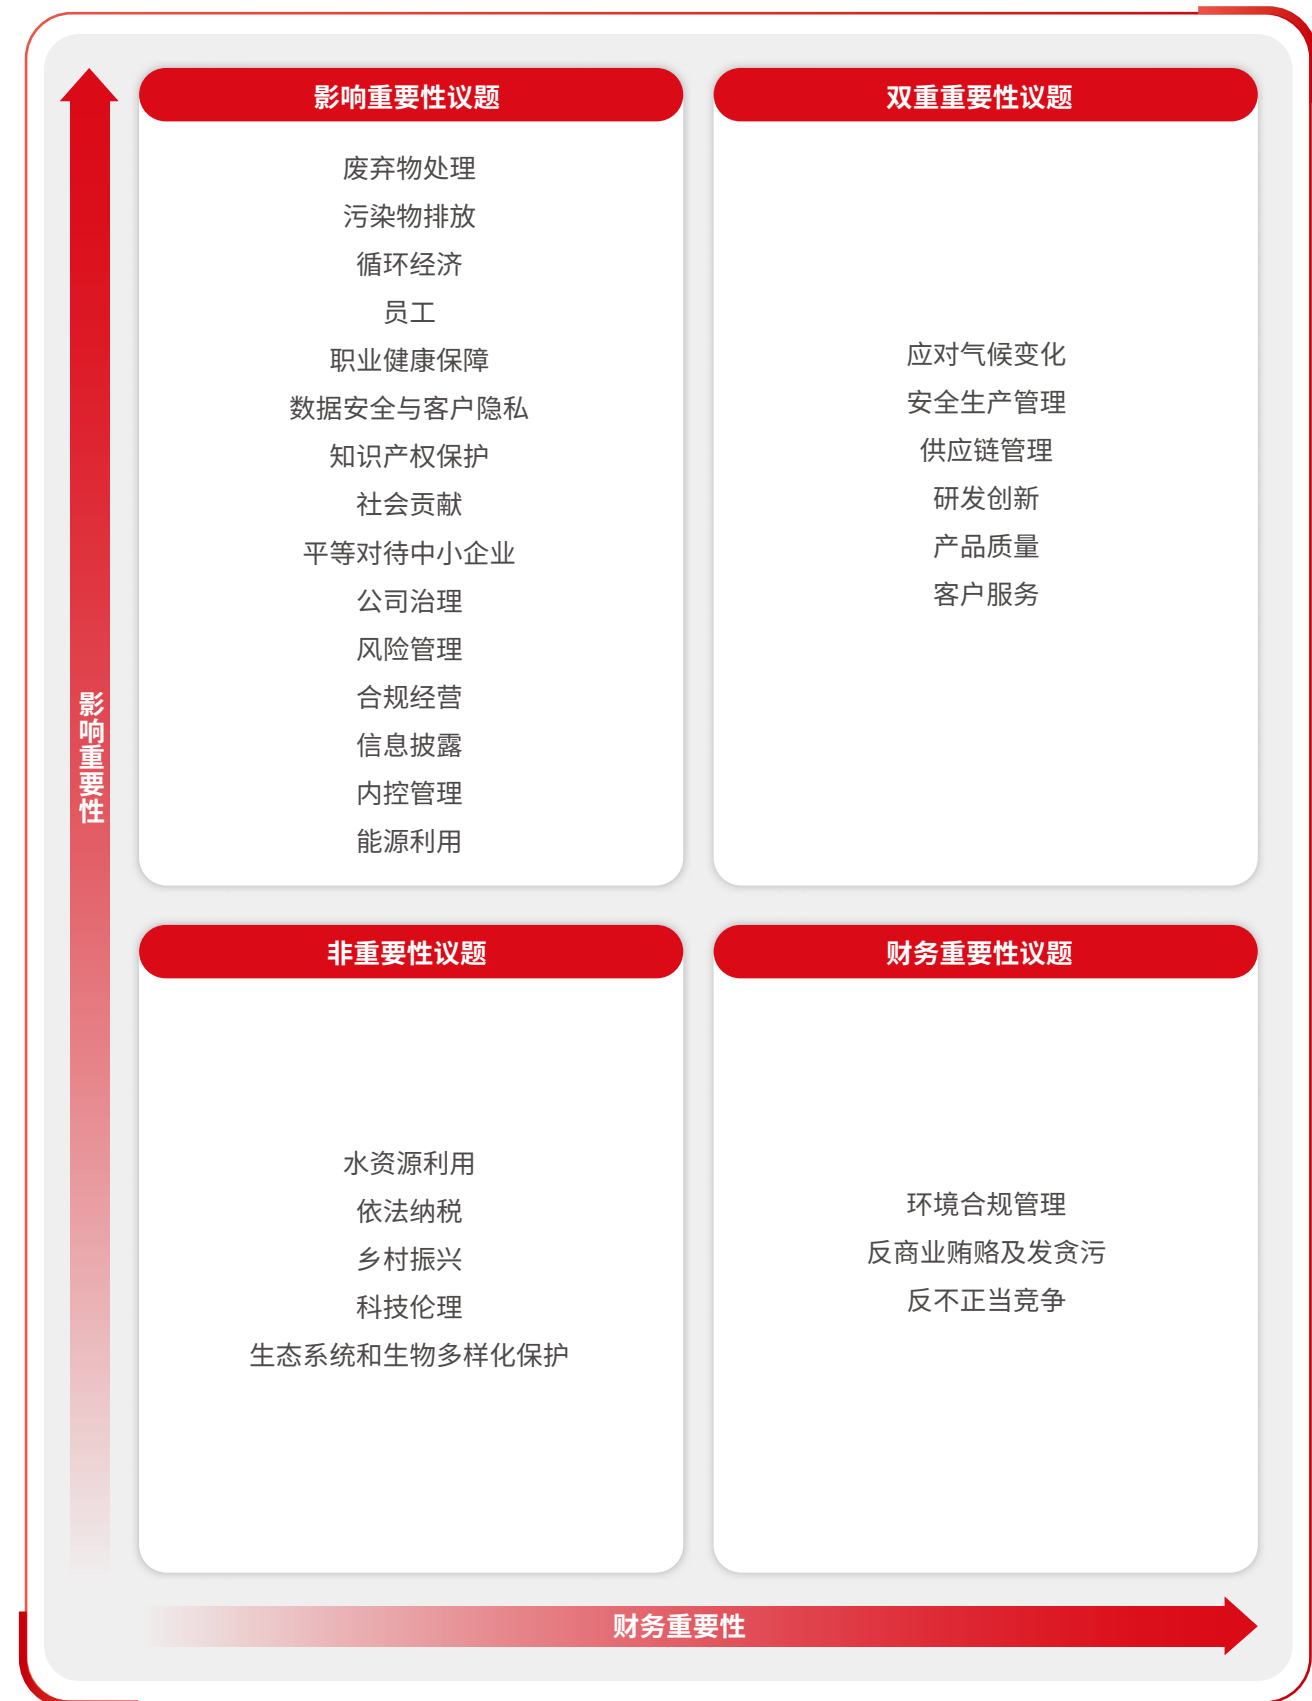 影响重要性
影响重要性议题
废弃物处理
污染物排放
循环经济
员工
职业健康保障
数据安全与客户隐私
知识产权保护
社会贡献
平等对待中小企业
公司治理
风险管理
合规经营
信息披露
内控管理
能源利用
双重重要性议题
应对气候变化
安全生产管理
供应链管理
研发创新
产品质量
客户服务
非重要性议题
水资源利用
依法纳税
乡村振兴
科技伦理
生态系统和生物多样化保护
财务重要性议题
环境合规管理
反商业贿赂及发贪污
反不正当竞争
财务重要性